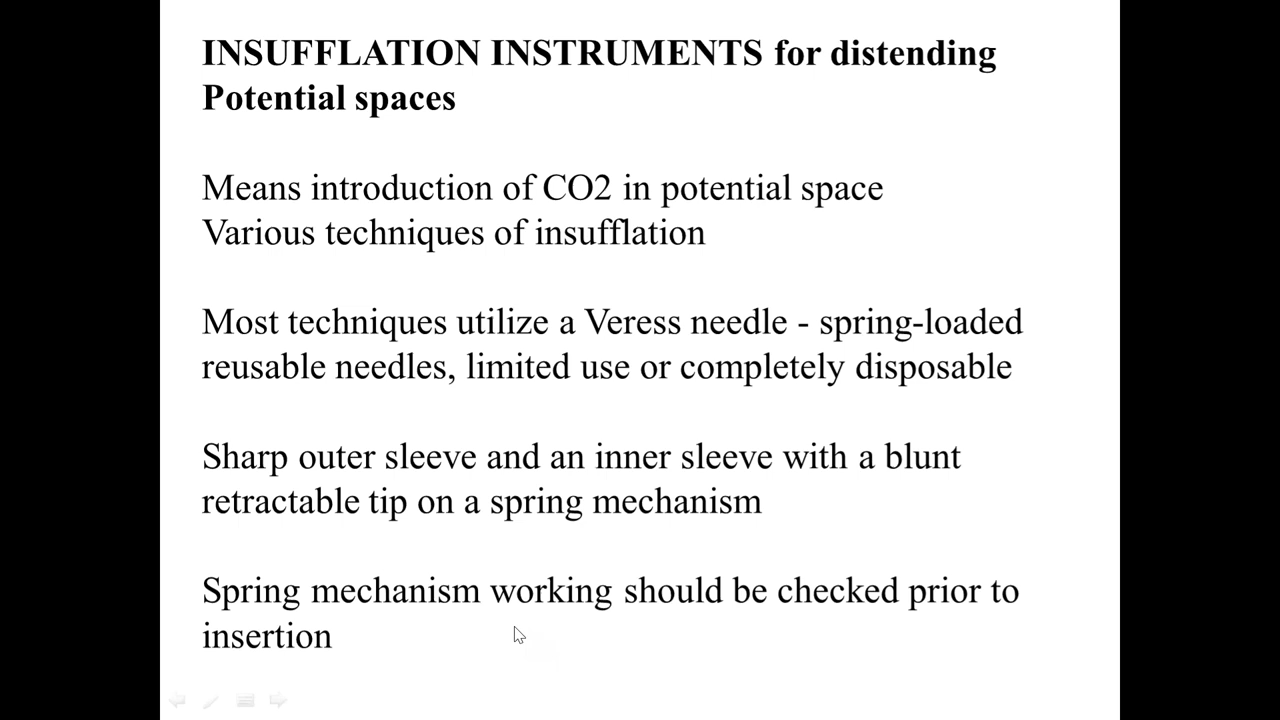 INSUFFLATION INSTRUMENTS for distending
Potential spaces
Means introduction of CO2 in potential space
Various techniques of insufflation
Most techniques utilize a Veress needle - spring-loaded
reusable needles, limited use or completely disposable
Sharp outer sleeve and an inner sleeve with a blunt
retractable tip on a spring mechanism
Spring mechanism working should be checked prior to
insertion